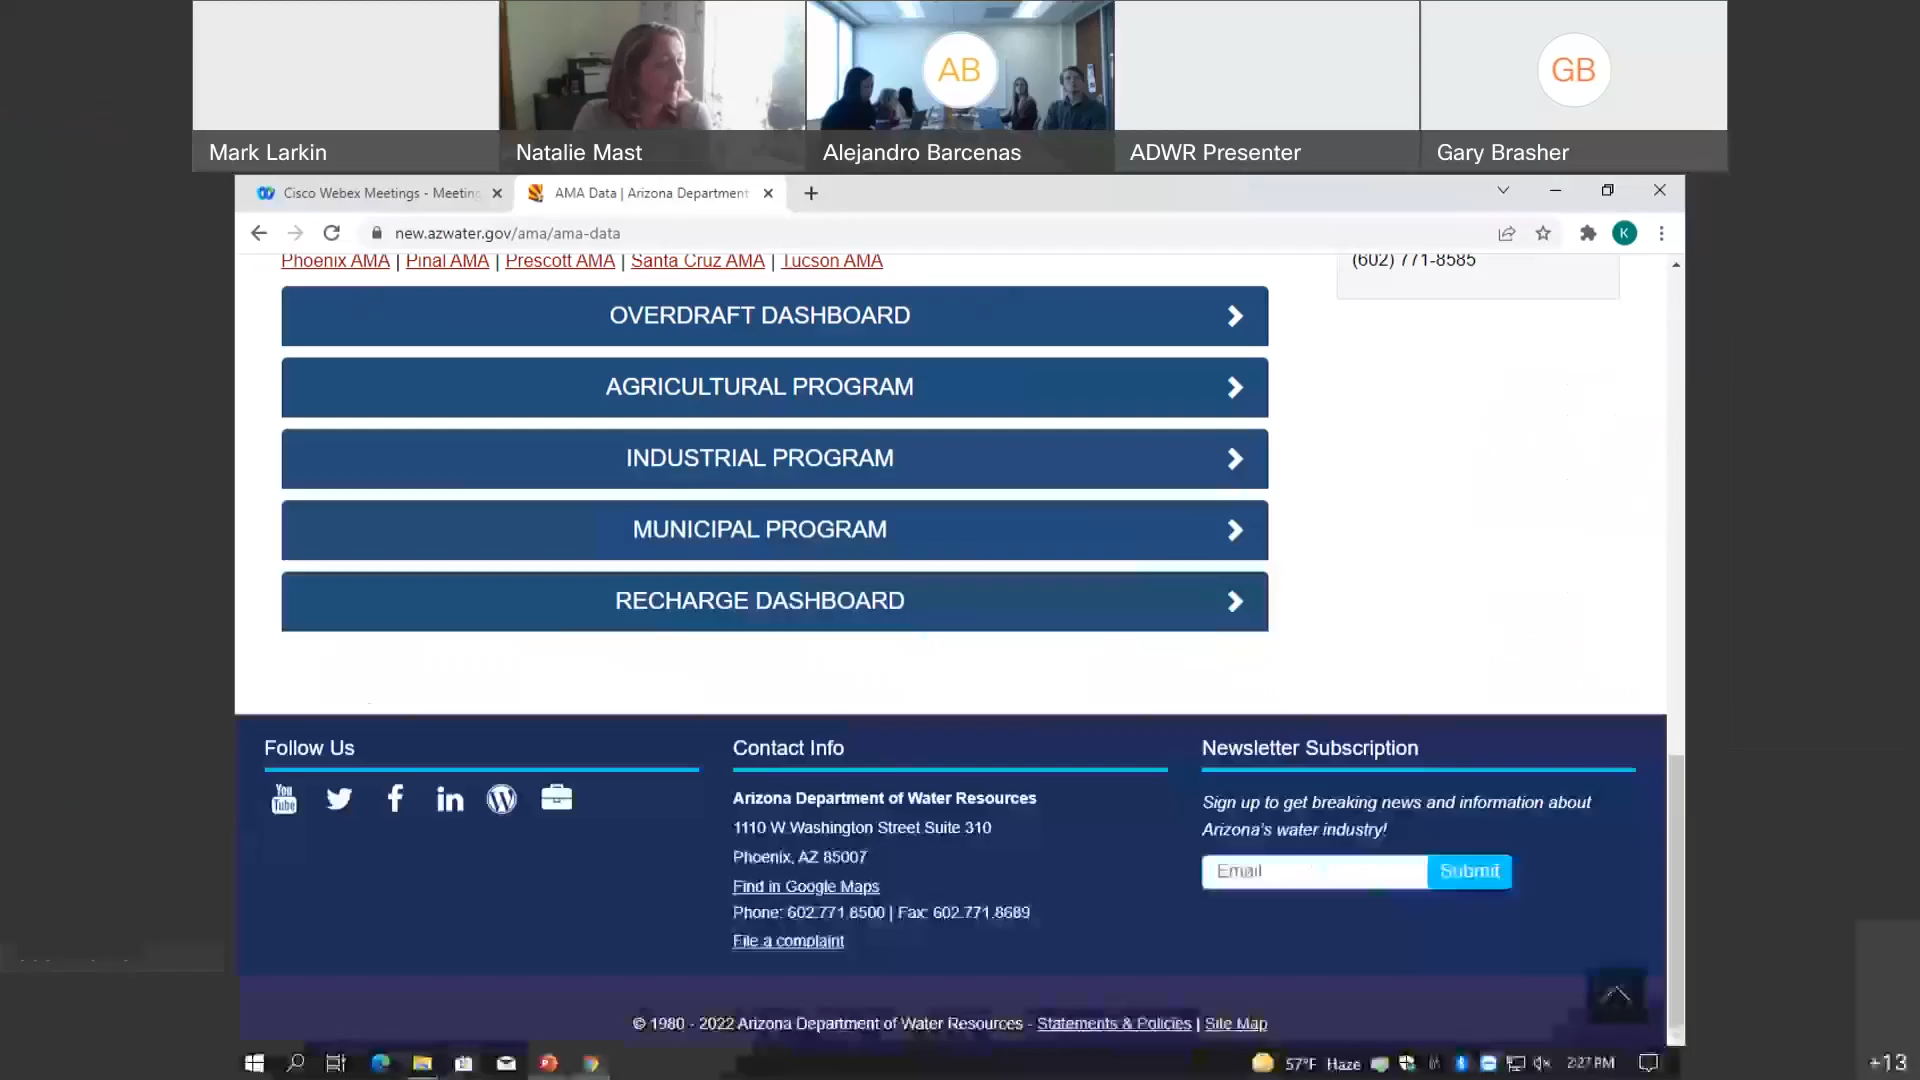 AB
GB
Mark Larkin
Natalie Mast
Alejandro Barcenas
ADWR Presenter
Gary Brasher
Cisco Webex Meetings - Meetin
AMA Data | Arizona Department
new.azwater.gov/ama/ama-data
K
Phoenix AMA | Pinal AMA | Prescott AMA | Santa Cruz AMA | Tucson AMA
(602) 771-8585
OVERDRAFT DASHBOARD
AGRICULTURAL PROGRAM
INDUSTRIAL PROGRAM
MUNICIPAL PROGRAM
RECHARGE DASHBOARD
Follow Us
You
Tube
Contact Info
Arizona Department of Water Resources
1110 W Washington Street Suite 310
Phoenix, AZ 85007
Find in Google Maps
Phone: 602.771.8500 | Fax: 602.771.8689
File a complaint
Newsletter Subscription
Sign up to get breaking news and information about
Arizona's water industry!
Email
Submit
© 1980 - 2022 Arizona Department of Water Resources - Statements & Policies | Site Map
57°F Haze
2:27 PM
+13